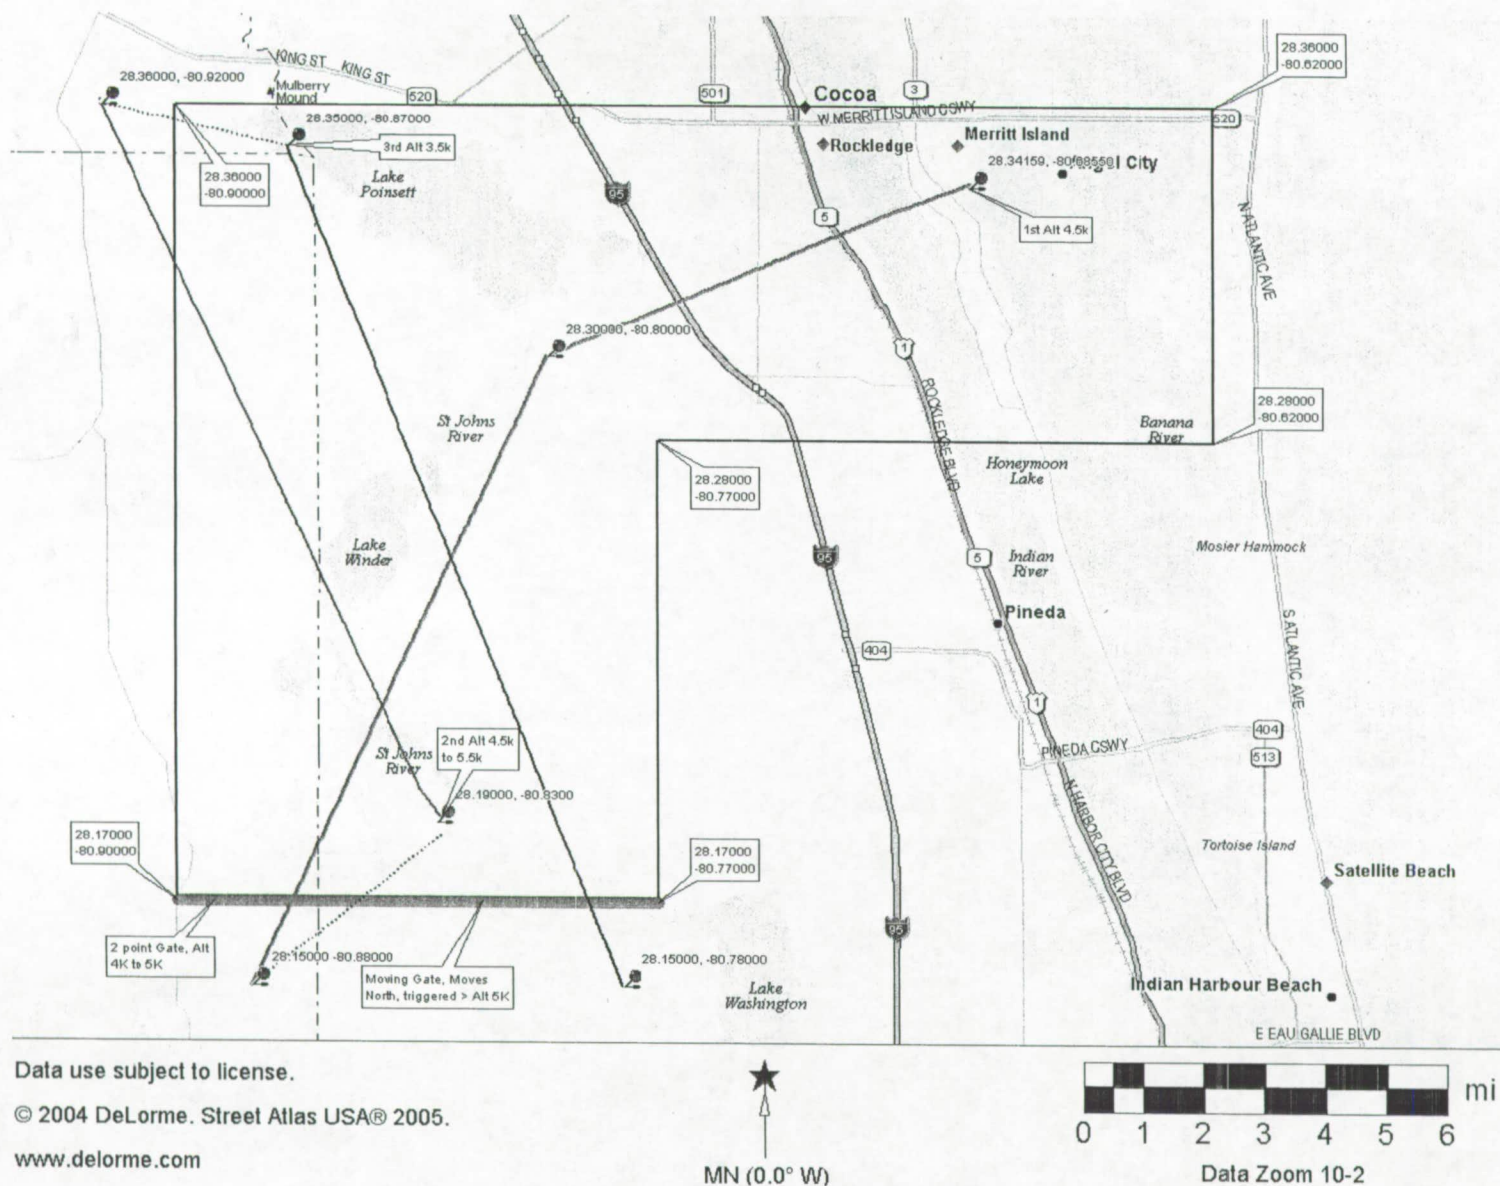 KING ST KING ST
28.36000
-80.62000
28.36000, -80.92000
Mulberry
Mound
520
501
3
Cocoa
W MERRITT ISLAND CSWY
520
28.35000, -80.87000
3rd Alt 3.5k
Merritt Island
Rockledge
28.34159,
l City
28.36000
-80.90000
Lake
Poinsett
95
5
1st Alt 4.5k
N ATLANTIC AVE
28.30000, -80.80000
1
ROCKLEDGE BLVD
St Johns
River
28.28000
-80.62000
Banana
River
28.28000
-80.77000
Honeymoon
Lake
Lake
Winder
95
5
Indian
River
Mosier Hammock
Pineda
404
S ATLANTIC AVE
1
St Johns
River
2nd Alt 4.5k
to 5.5k
PINEDA CSWY
404
513
28.19000, -80.8300
N HARBOR CITY BLVD
28.17000
-80.90000
28.17000
-80.77000
Tortoise Island
Satellite Beach
2 point Gate, Alt
4K to 5K
95
28.15000 -80.88000
Moving Gate, Moves
North, triggered > Alt 5K
28.15000, -80.78000
Lake
Washington
Indian Harbour Beach
E EAU GALLIE BLVD
Data use subject to license.
© 2004 DeLorme. Street Atlas USA® 2005.
www.delorme.com
MN (0.0° W)
mi
0 1 2 3 4 5 6
Data Zoom 10-2